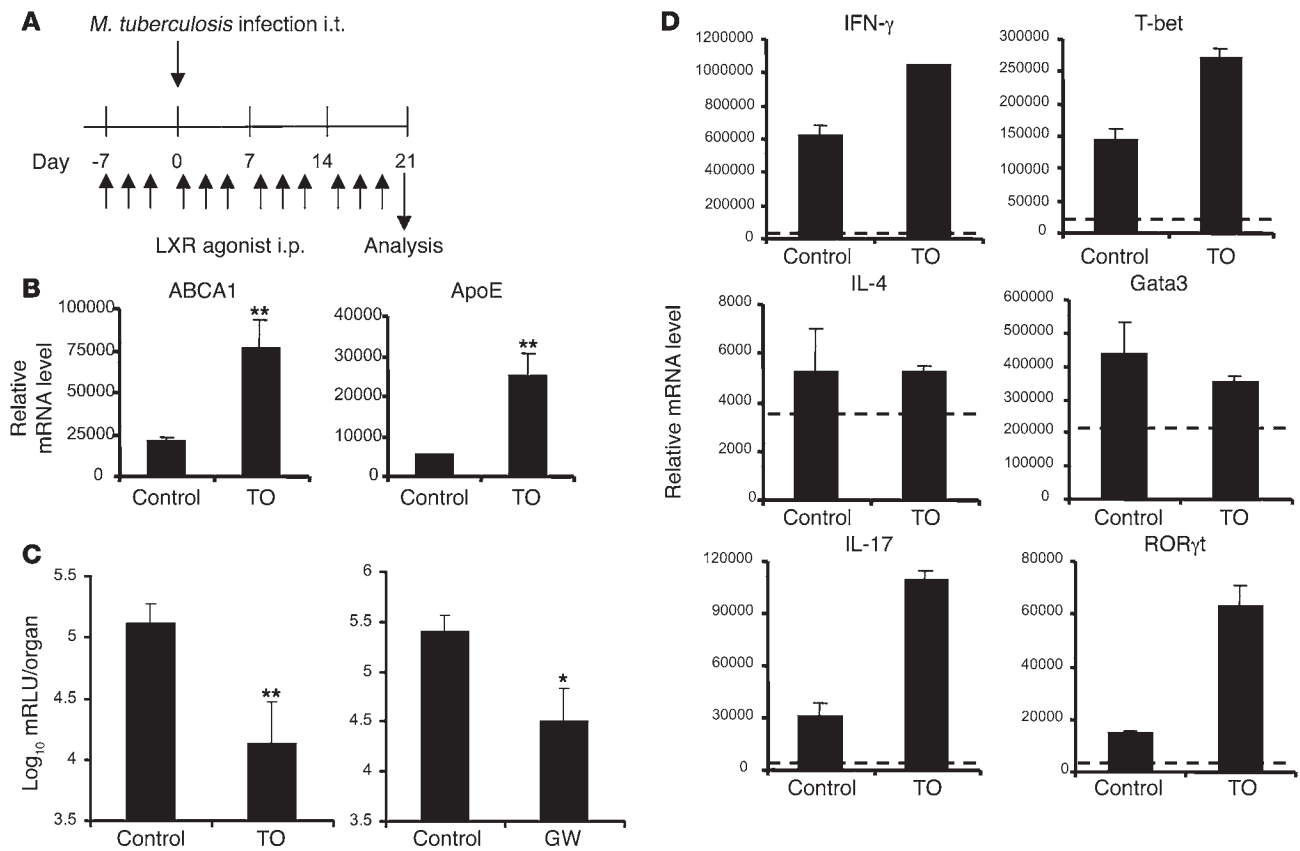 A
M. tuberculosis infection i.t.
Day -7 0 7 14 21
LXR agonist i.p. Analysis
B
ABCA1
Relative
mRNA level
100000
75000
50000
25000
0
**
Control TO
ApoE
40000
30000
20000
10000
0
**
Control TO
C
Log10 mRLU/organ
5.5
5
4.5
4
3.5
**
Control TO
6
5.5
5
4.5
4
3.5
*
Control GW
D
IFN-γ
1200000
1000000
800000
600000
400000
200000
0
Control TO
T-bet
300000
250000
200000
150000
100000
50000
0
Control TO
Relative mRNA level
IL-4
8000
6000
4000
2000
0
Control TO
Gata3
600000
500000
400000
300000
200000
100000
0
Control TO
IL-17
120000
90000
60000
30000
0
Control TO
RORγt
80000
60000
40000
20000
0
Control TO